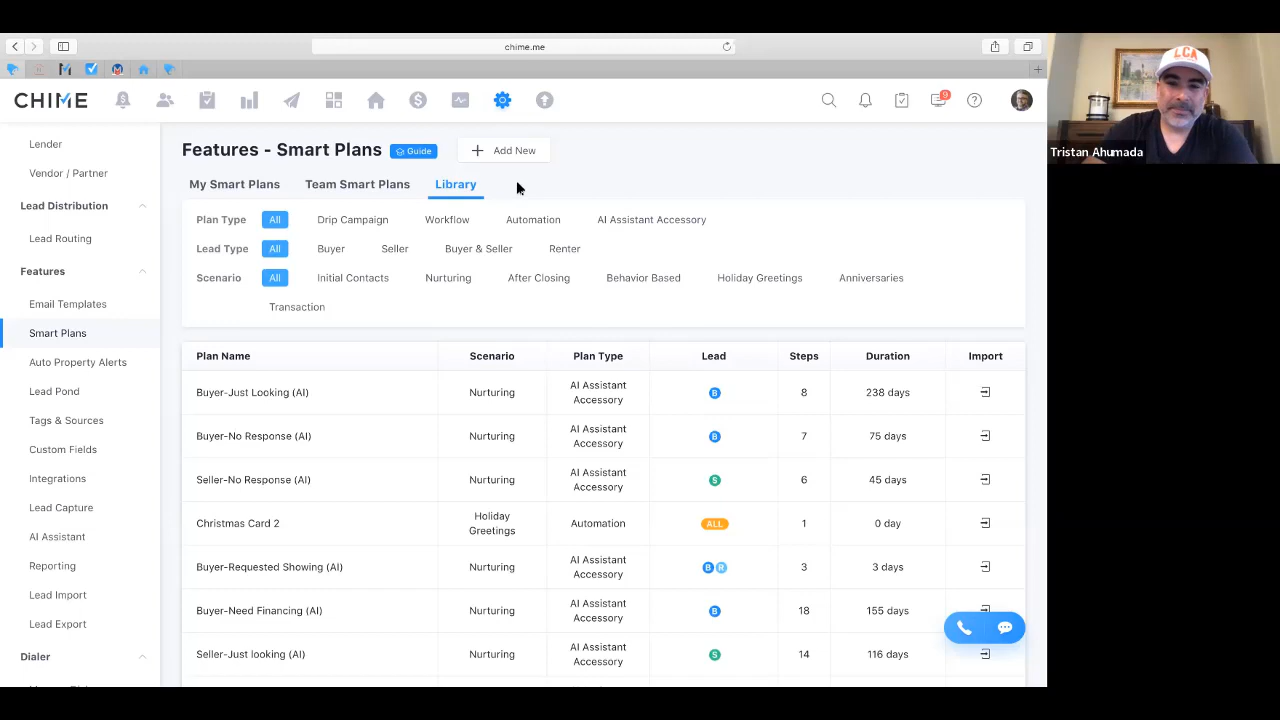 chime.me
CHIME
9
LCA
Tristan Ahumada
Lender
Vendor / Partner
Lead Distribution
Lead Routing
Features
Email Templates
Smart Plans
Auto Property Alerts
Lead Pond
Tags & Sources
Custom Fields
Integrations
Lead Capture
AI Assistant
Reporting
Lead Import
Lead Export
Dialer
Features - Smart Plans Guide Add New
My Smart Plans Team Smart Plans Library
Plan Type All Drip Campaign Workflow Automation AI Assistant Accessory
Lead Type All Buyer Seller Buyer & Seller Renter
Scenario All Initial Contacts Nurturing After Closing Behavior Based Holiday Greetings Anniversaries
Transaction
Plan Name Scenario Plan Type Lead Steps Duration Import
Buyer-Just Looking (AI) Nurturing AI Assistant Accessory B 8 238 days
Buyer-No Response (AI) Nurturing AI Assistant Accessory B 7 75 days
Seller-No Response (AI) Nurturing AI Assistant Accessory S 6 45 days
Christmas Card 2 Holiday Greetings Automation ALL 1 0 day
Buyer-Requested Showing (AI) Nurturing AI Assistant Accessory B R 3 3 days
Buyer-Need Financing (AI) Nurturing AI Assistant Accessory B 18 155 days
Seller-Just looking (AI) Nurturing AI Assistant Accessory S 14 116 days